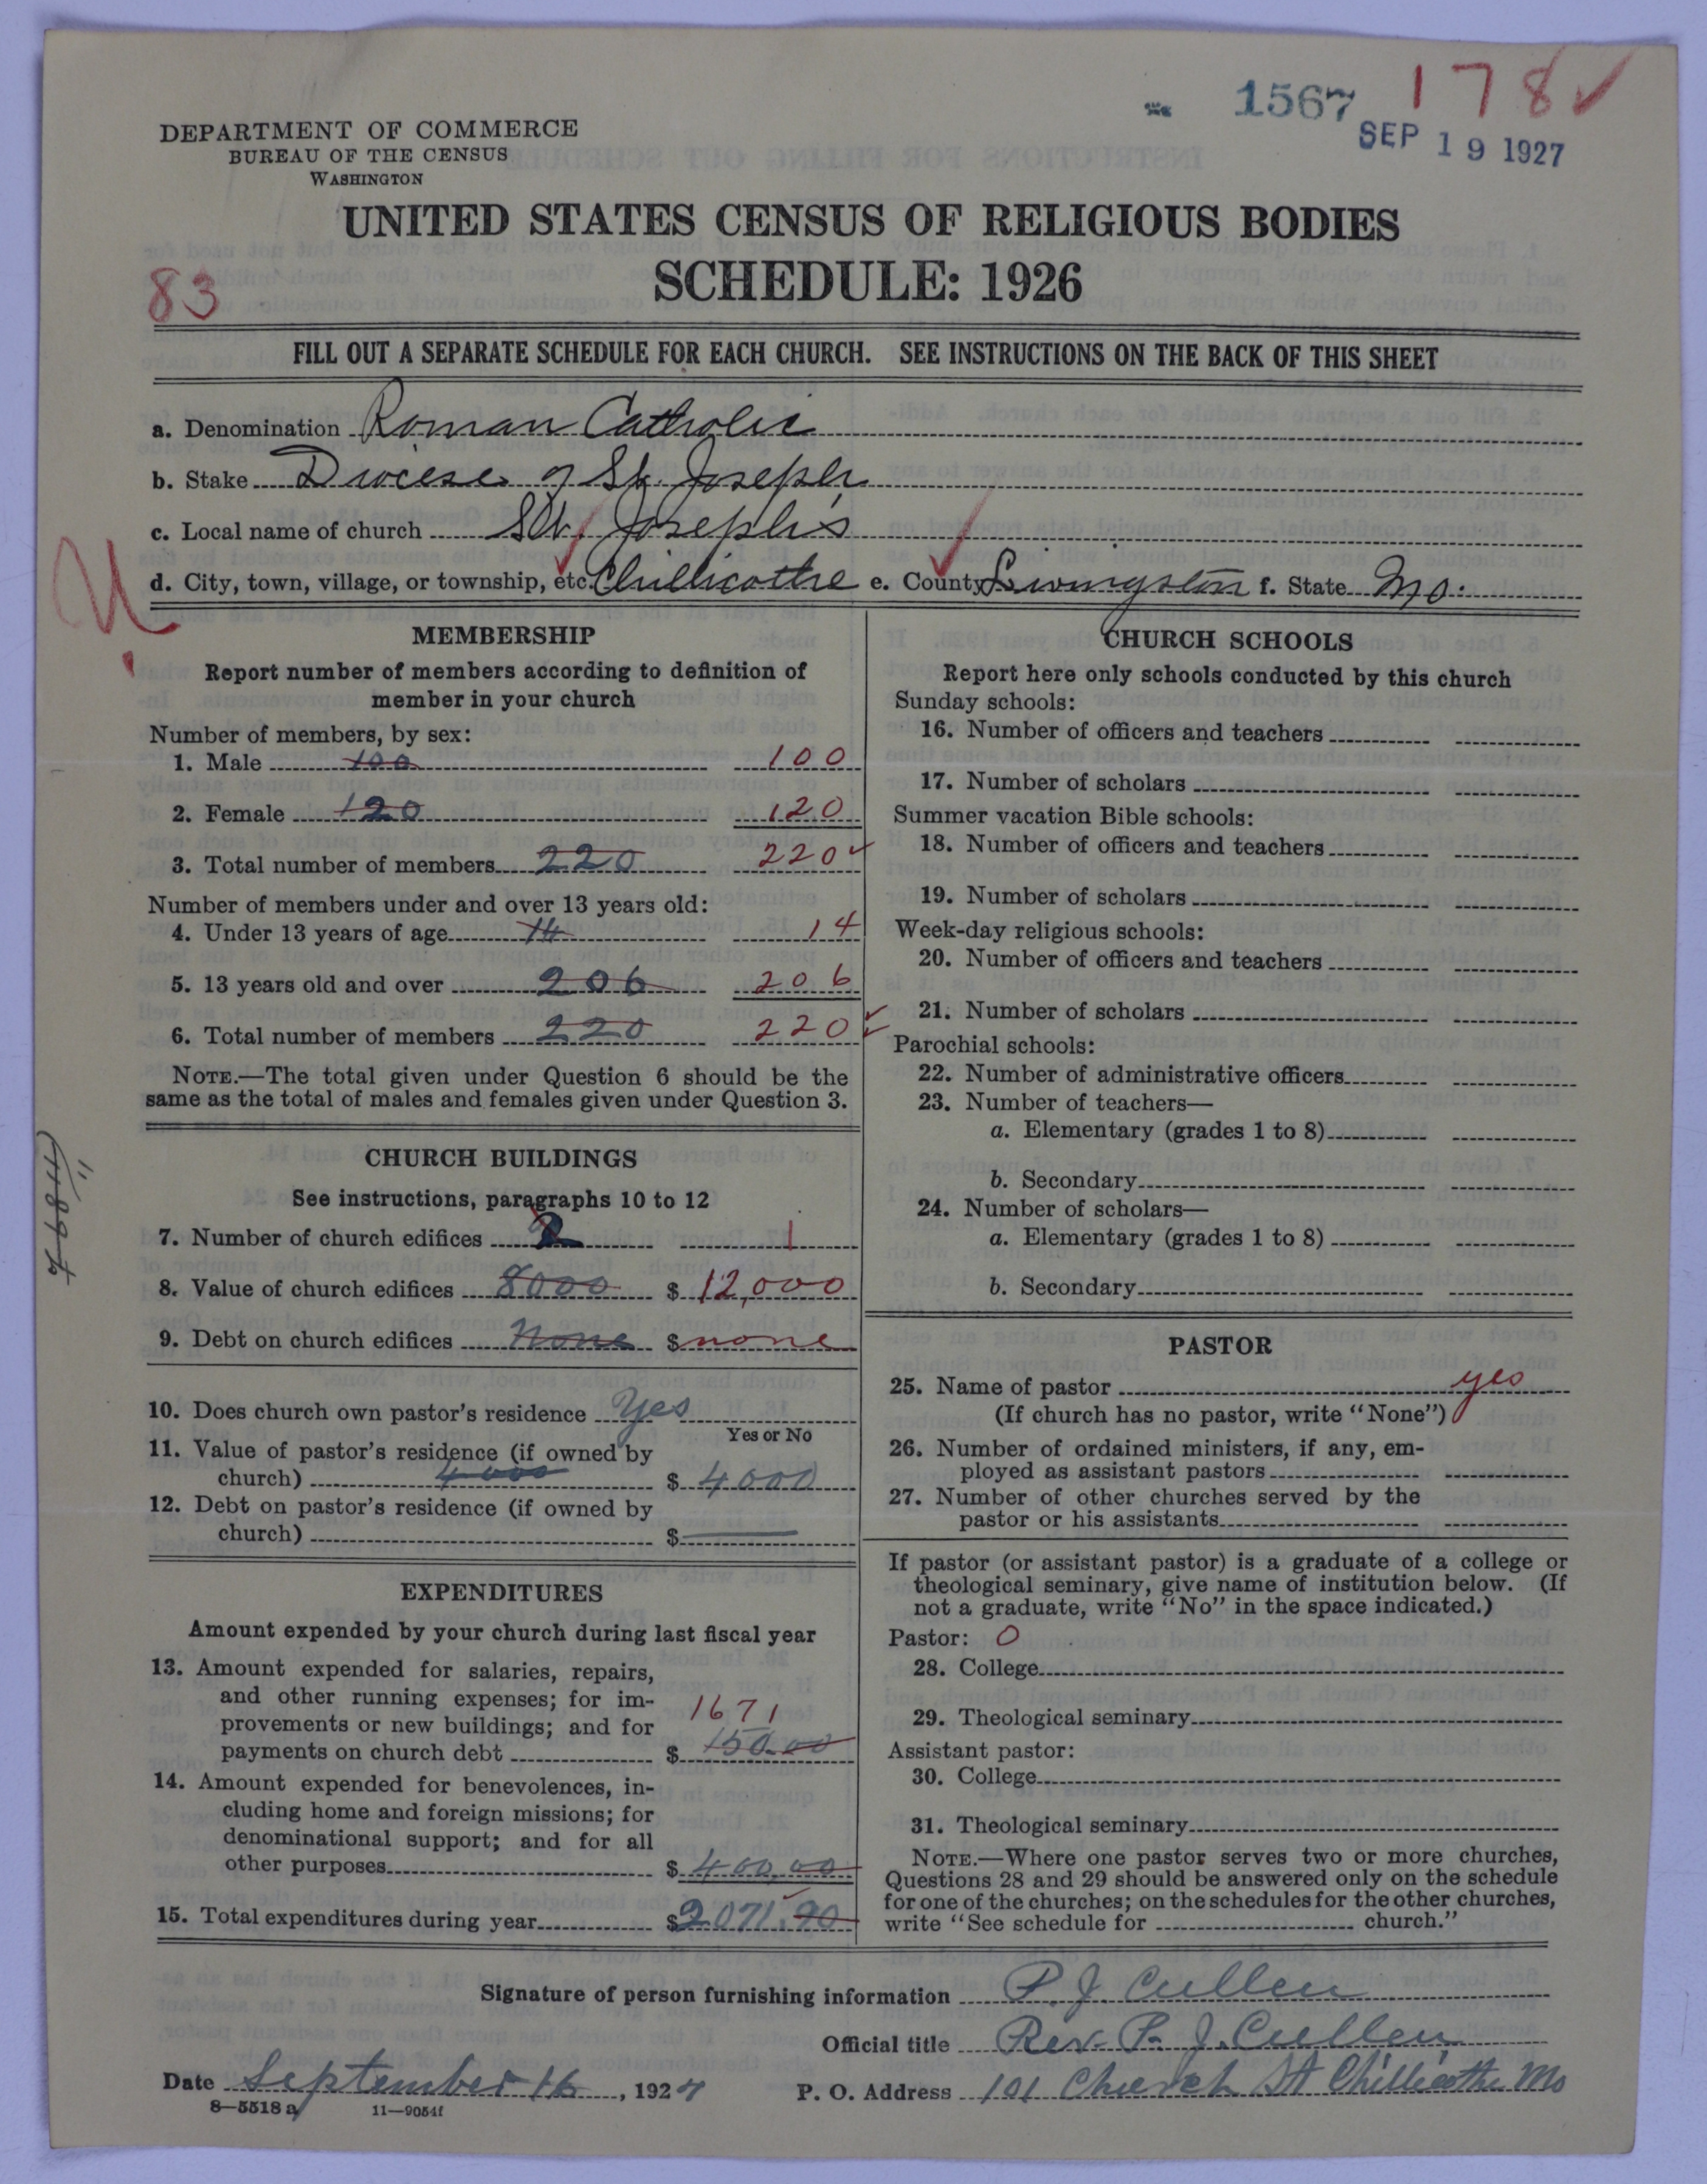 1567 178✓
SEP 19 1927
DEPARTMENT OF COMMERCE
BUREAU OF THE CENSUS
WASHINGTON
UNITED STATES CENSUS OF RELIGIOUS BODIES
SCHEDULE: 1926
83
FILL OUT A SEPARATE SCHEDULE FOR EACH CHURCH. SEE INSTRUCTIONS ON THE BACK OF THIS SHEET
a. Denomination Roman Catholic
b. Stake Diocese of St. Joseph
c. Local name of church St. Joseph's
d. City, town, village, or township, etc. Chillicothe e. County Livingston f. State Mo.
U
MEMBERSHIP
Report number of members according to definition of
member in your church
Number of members, by sex:
1. Male 100 100
2. Female 120 120
3. Total number of members 220 220✓
Number of members under and over 13 years old:
4. Under 13 years of age 14 14
5. 13 years old and over 206 206
6. Total number of members 220 220✓
NOTE.—The total given under Question 6 should be the
same as the total of males and females given under Question 3.
CHURCH BUILDINGS
See instructions, paragraphs 10 to 12
7. Number of church edifices 2 1
8. Value of church edifices 8000 $ 12,000
9. Debt on church edifices None $ none
10. Does church own pastor's residence Yes
Yes or No
11. Value of pastor's residence (if owned by
church) 4000 $ 4000
12. Debt on pastor's residence (if owned by
church) $
EXPENDITURES
Amount expended by your church during last fiscal year
13. Amount expended for salaries, repairs,
and other running expenses; for im-
provements or new buildings; and for 1671
payments on church debt $ 150.00
14. Amount expended for benevolences, in-
cluding home and foreign missions; for
denominational support; and for all
other purposes $ 400.00
15. Total expenditures during year $ 2071.90
CHURCH SCHOOLS
Report here only schools conducted by this church
Sunday schools:
16. Number of officers and teachers
17. Number of scholars
Summer vacation Bible schools:
18. Number of officers and teachers
19. Number of scholars
Week-day religious schools:
20. Number of officers and teachers
21. Number of scholars
Parochial schools:
22. Number of administrative officers
23. Number of teachers—
a. Elementary (grades 1 to 8)
b. Secondary
24. Number of scholars—
a. Elementary (grades 1 to 8)
b. Secondary
PASTOR
25. Name of pastor yes
(If church has no pastor, write "None")
26. Number of ordained ministers, if any, em-
ployed as assistant pastors
27. Number of other churches served by the
pastor or his assistants
If pastor (or assistant pastor) is a graduate of a college or
theological seminary, give name of institution below. (If
not a graduate, write "No" in the space indicated.)
Pastor: O
28. College
29. Theological seminary
Assistant pastor:
30. College
31. Theological seminary
NOTE.—Where one pastor serves two or more churches,
Questions 28 and 29 should be answered only on the schedule
for one of the churches; on the schedules for the other churches,
write "See schedule for church."
Signature of person furnishing information P. J. Cullen
Official title Rev. P. J. Cullen
Date September 16, 1927 P. O. Address 101 Church St Chillicothe Mo
8—5518 a 11—9054f